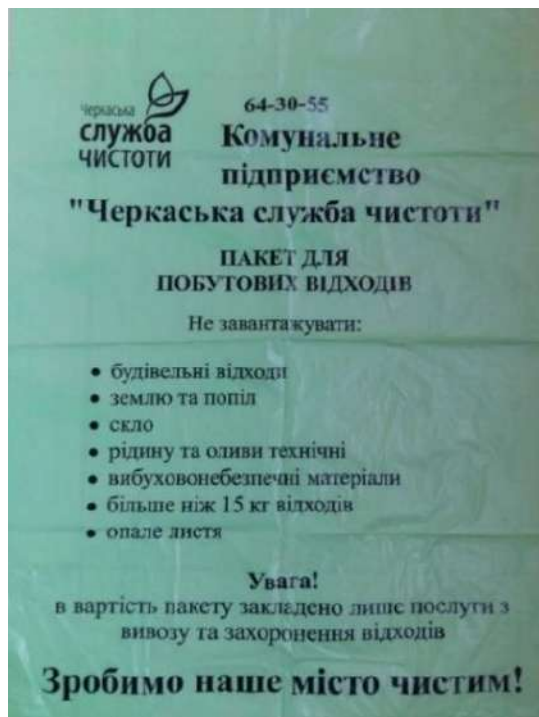 Черкаська
служба
чистоти
64-30-55
Комунальне
підприємство
"Черкаська служба чистоти"
ПАКЕТ ДЛЯ
ПОБУТОВИХ ВІДХОДІВ
Не завантажувати:
• будівельні відходи
• землю та попіл
• скло
• рідину та оливи технічні
• вибуховонебезпечні матеріали
• більше ніж 15 кг відходів
• опале листя
Увага!
в вартість пакету закладено лише послуги з
вивозу та захоронення відходів
Зробимо наше місто чистим!